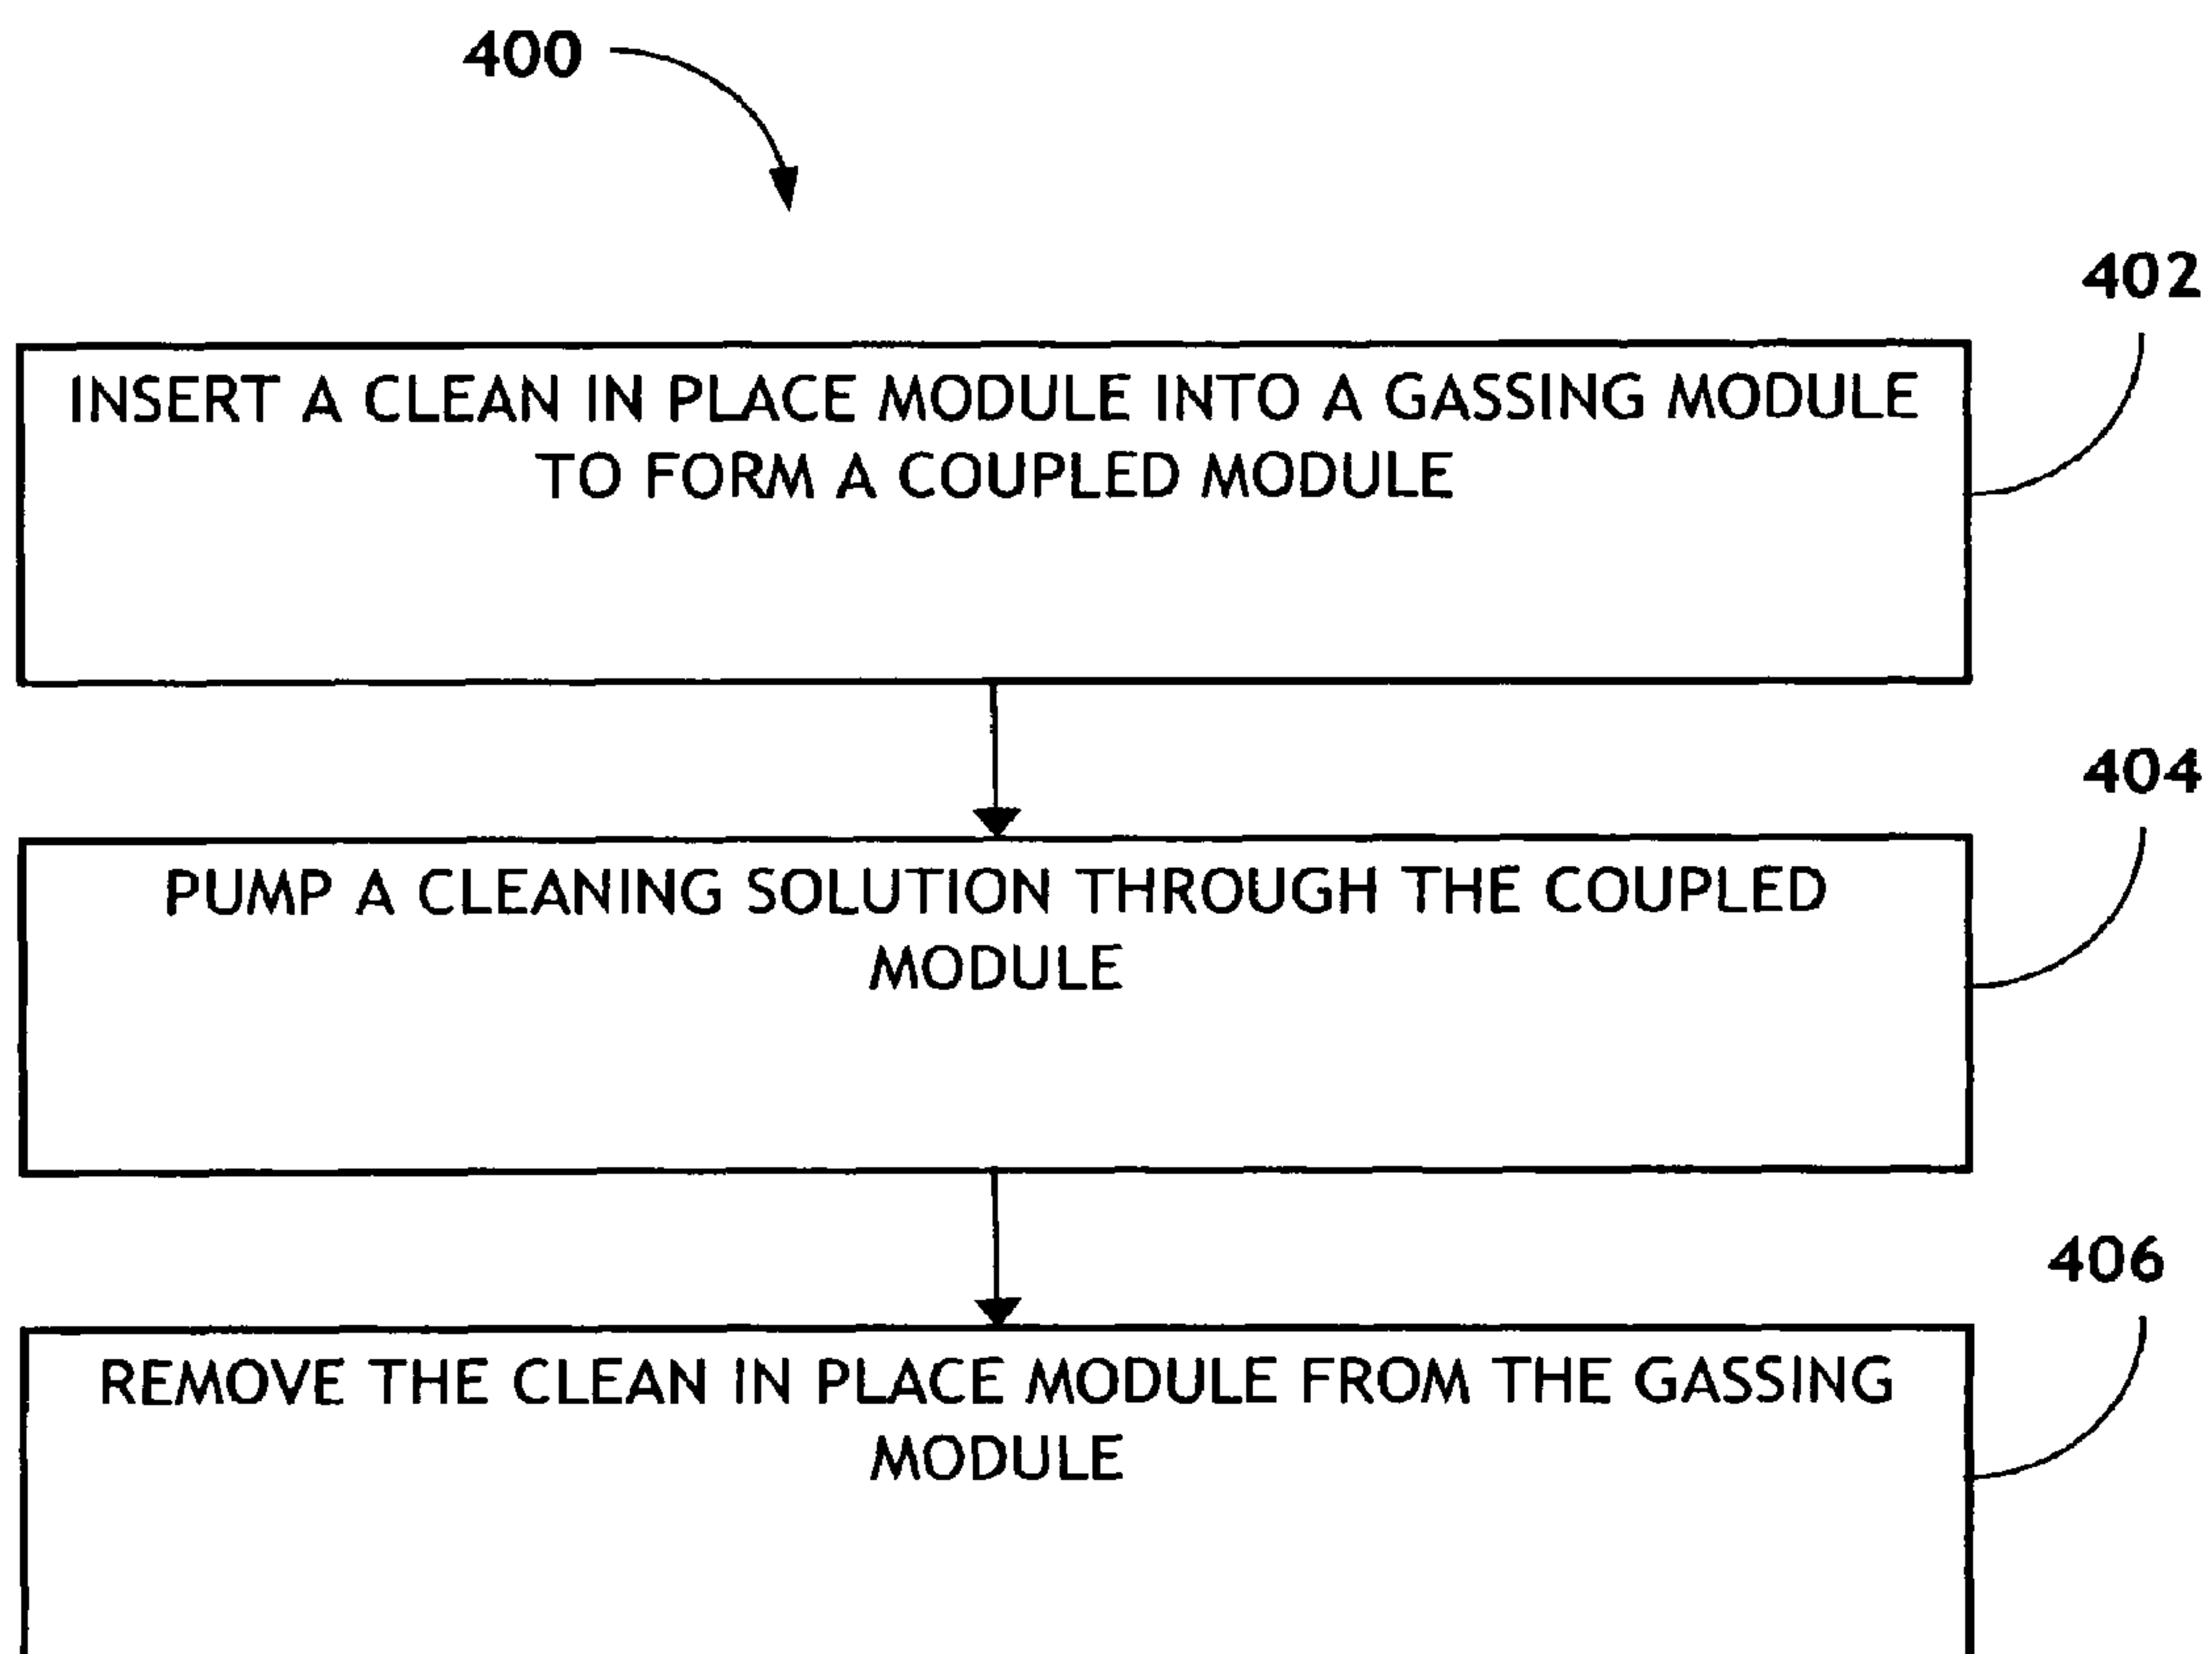 400
402
INSERT A CLEAN IN PLACE MODULE INTO A GASSING MODULE
TO FORM A COUPLED MODULE
404
PUMP A CLEANING SOLUTION THROUGH THE COUPLED
MODULE
406
REMOVE THE CLEAN IN PLACE MODULE FROM THE GASSING
MODULE